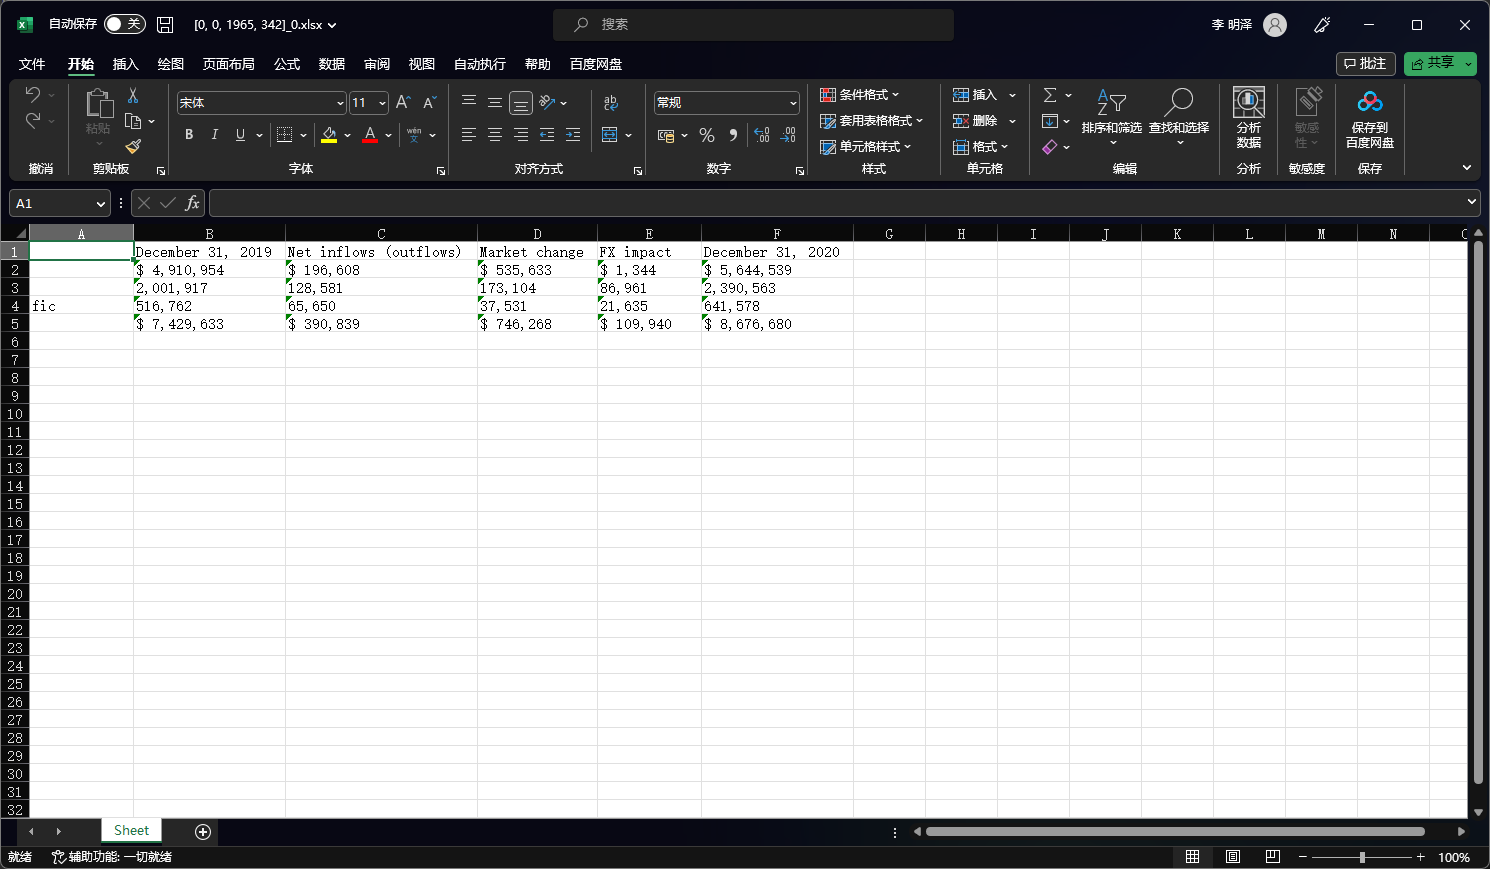 自动保存 关 [0, 0, 1965, 342]_0.xlsx 搜索 李 明泽
文件 开始 插入 绘图 页面布局 公式 数据 审阅 视图 自动执行 帮助 百度网盘 批注 共享
宋体 11 A A ab 常规 条件格式 插入
粘贴 套用表格格式 删除 排序和筛选 查找和选择 分析数据 敏感性 保存到百度网盘
B I U A wén 文 % 单元格样式 格式
撤消 剪贴板 字体 对齐方式 数字 样式 单元格 编辑 分析 敏感度 保存
A1 fx
A B C D E F G H I J K L M N
1 December 31, 2019 Net inflows (outflows) Market change FX impact December 31, 2020
2 $ 4,910,954 $ 196,608 $ 535,633 $ 1,344 $ 5,644,539
3 2,001,917 128,581 173,104 86,961 2,390,563
4 fic 516,762 65,650 37,531 21,635 641,578
5 $ 7,429,633 $ 390,839 $ 746,268 $ 109,940 $ 8,676,680
6
7
8
9
10
11
12
13
14
15
16
17
18
19
20
21
22
23
24
25
26
27
28
29
30
31
32
Sheet
就绪 辅助功能: 一切就绪 100%